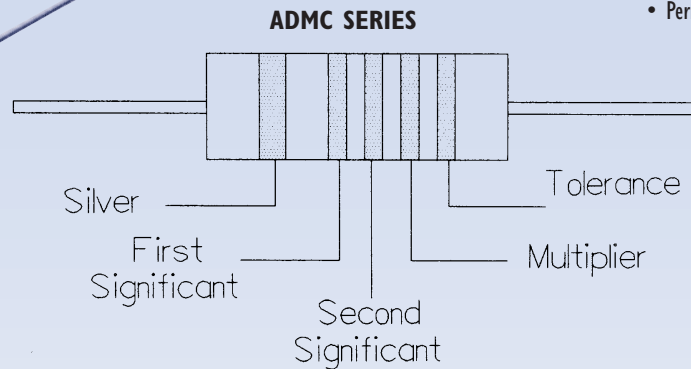 ADMC SERIES
• Per
Silver
Tolerance
First
Significant
Multiplier
Second
Significant